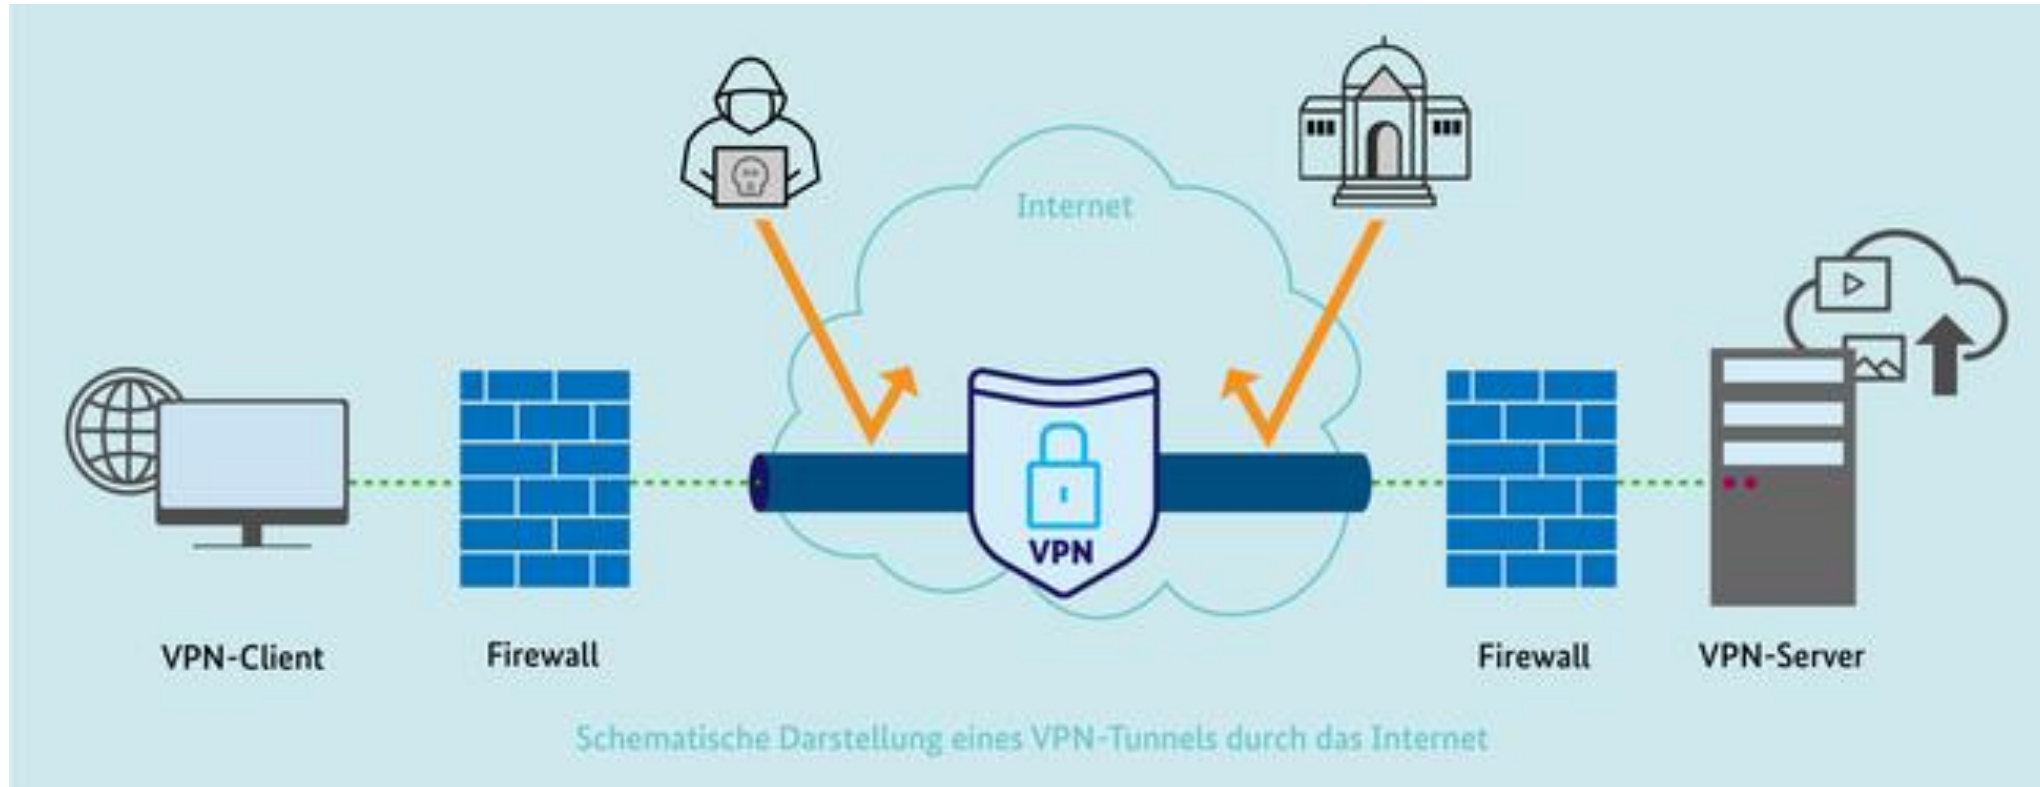 Internet
VPN
VPN-Client
Firewall
Firewall
VPN-Server
Schematische Darstellung eines VPN-Tunnels durch das Internet